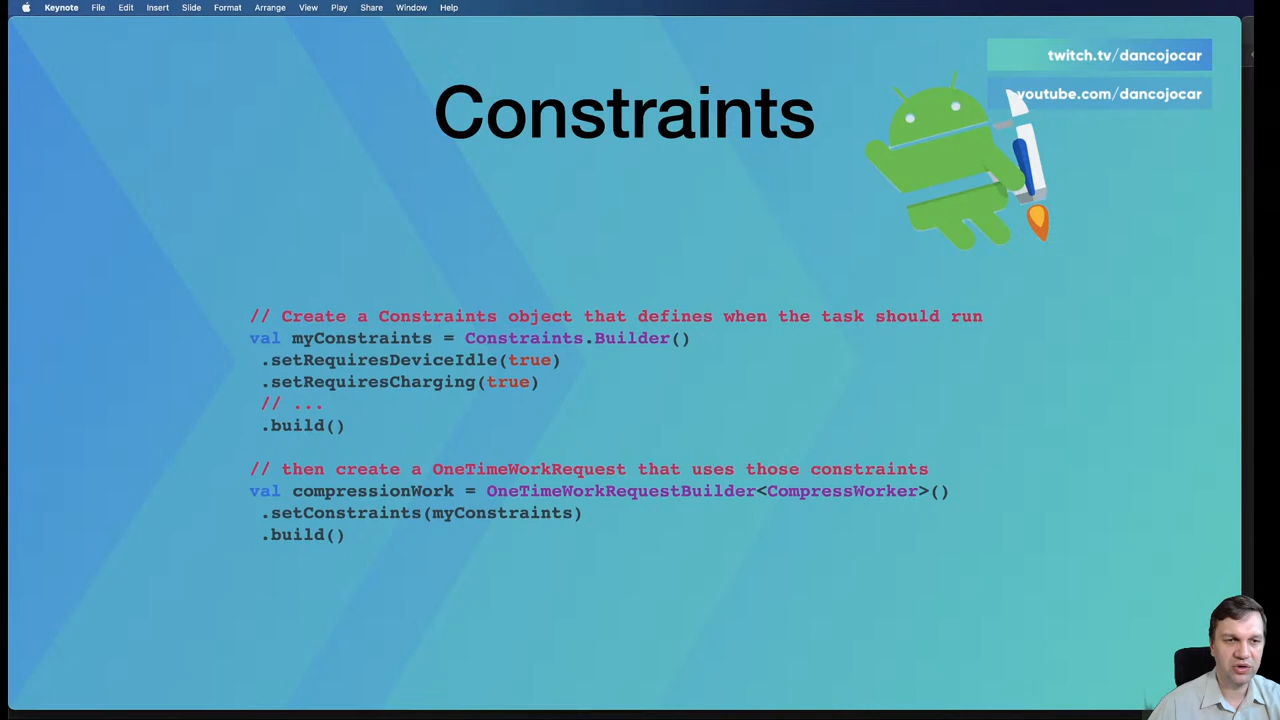 Keynote File Edit Insert Slide Format Arrange View Play Share Window Help
twitch.tv/dancojocar
youtube.com/dancojocar
Constraints
// Create a Constraints object that defines when the task should run
val myConstraints = Constraints.Builder()
.setRequiresDeviceIdle(true)
.setRequiresCharging(true)
// ...
.build()
// then create a OneTimeWorkRequest that uses those constraints
val compressionWork = OneTimeWorkRequestBuilder<CompressWorker>()
.setConstraints(myConstraints)
.build()